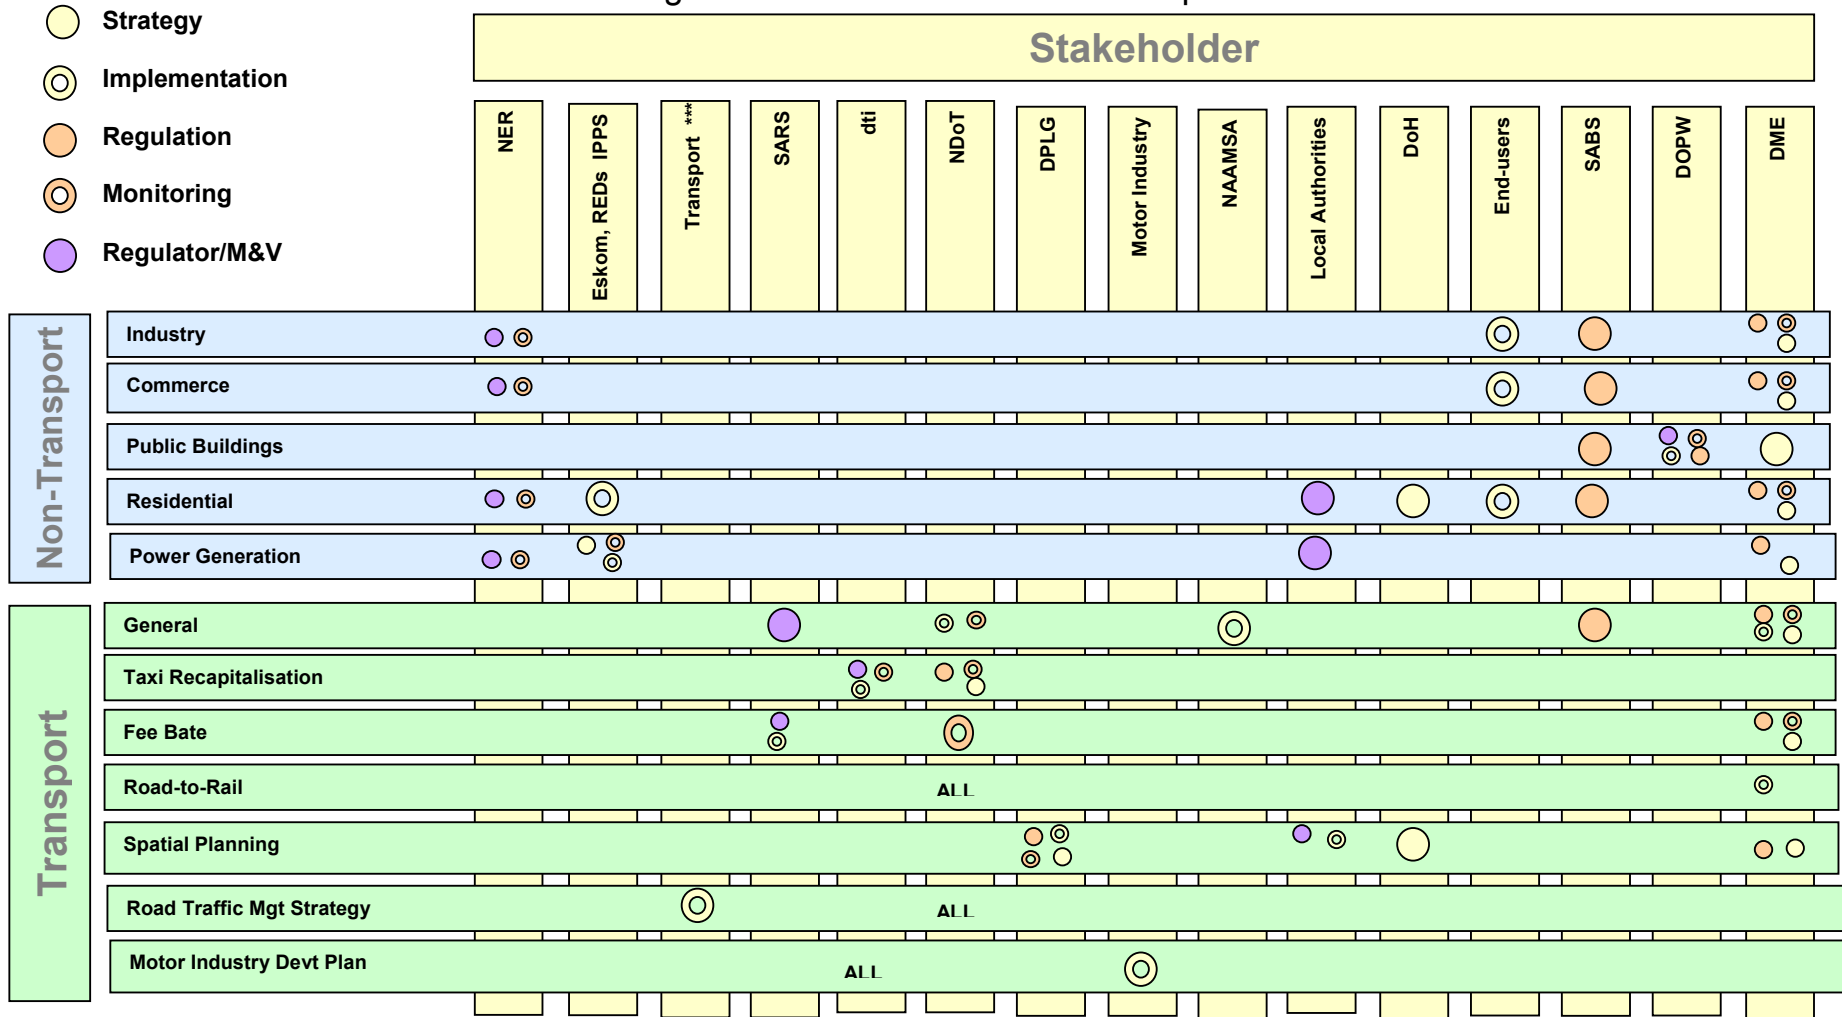 Strategy
Stakeholder
Implementation
Regulation
Monitoring
Regulator/M&V
NER
Eskom, REDs IPPS
Transport ***
SARS
dti
NDoT
DPLG
Motor Industry
NAAMSA
Local Authorities
DoH
End-users
SABS
DOPW
DME
Non-Transport
Industry
Commerce
Public Buildings
Residential
Power Generation
Transport
General
Taxi Recapitalisation
Fee Bate
Road-to-Rail
ALL
Spatial Planning
Road Traffic Mgt Strategy
ALL
Motor Industry Devt Plan
ALL